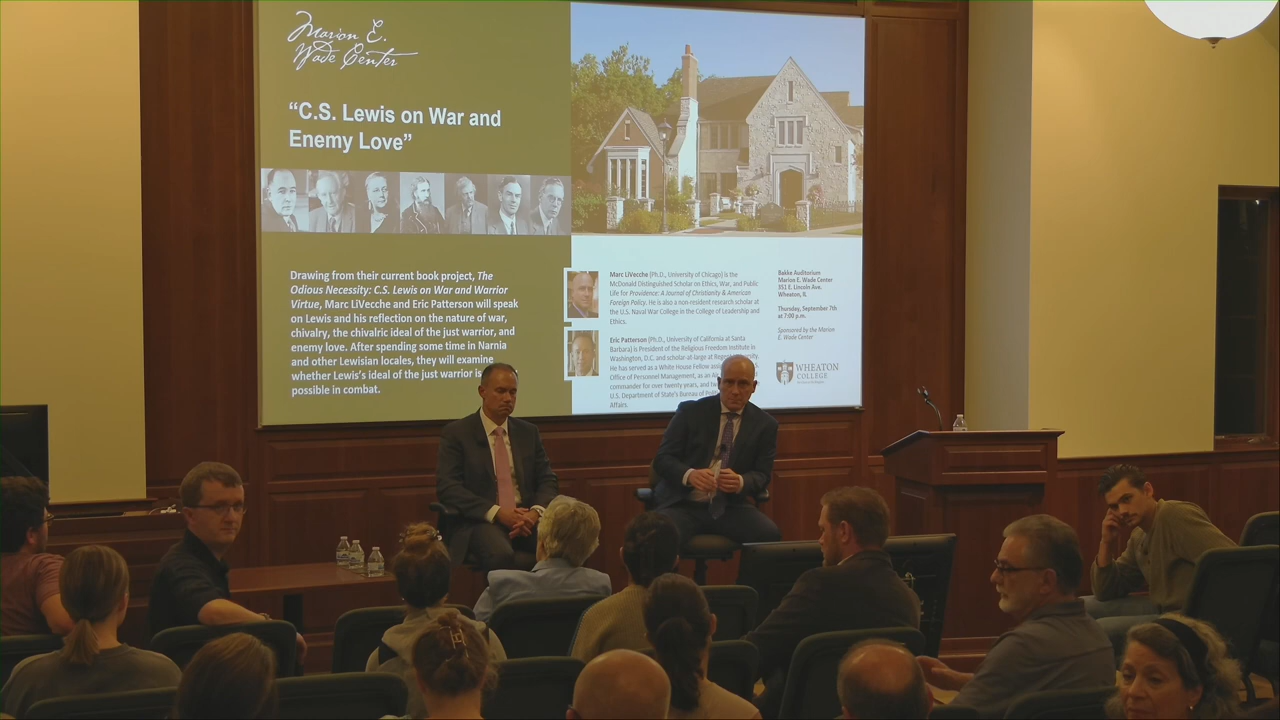 Marion E.
Wade Center
“C.S. Lewis on War and
Enemy Love”
Drawing from their current book project, The
Odious Necessity: C.S. Lewis on War and Warrior
Virtue, Marc LiVecche and Eric Patterson will speak
on Lewis and his reflection on the nature of war,
chivalry, the chivalric ideal of the just warrior, and
enemy love. After spending some time in Narnia
and other Lewisian locales, they will examine
whether Lewis's ideal of the just warrior is
possible in combat.
Marc LiVecche (Ph.D., University of Chicago) is the
McDonald Distinguished Scholar on Ethics, War, and Public
Life for Providence: A Journal of Christianity & American
Foreign Policy. He is also a non-resident research scholar at
the U.S. Naval War College in the College of Leadership and
Ethics.
Eric Patterson (Ph.D., University of California at Santa
Barbara) is President of the Religious Freedom Institute in
Washington, D.C. and scholar-at-large at
He has served as a White House Fellow
Office of Personnel Management, as an
commander for over twenty years, and
U.S. Department of State's Bureau of
Affairs.
Bakke Auditorium
Marion E. Wade Center
351 E. Lincoln Ave,
Wheaton, IL
Thursday, September 7th
at 7:00 p.m.
Sponsored by the Marion
E. Wade Center
WHEATON
COLLEGE